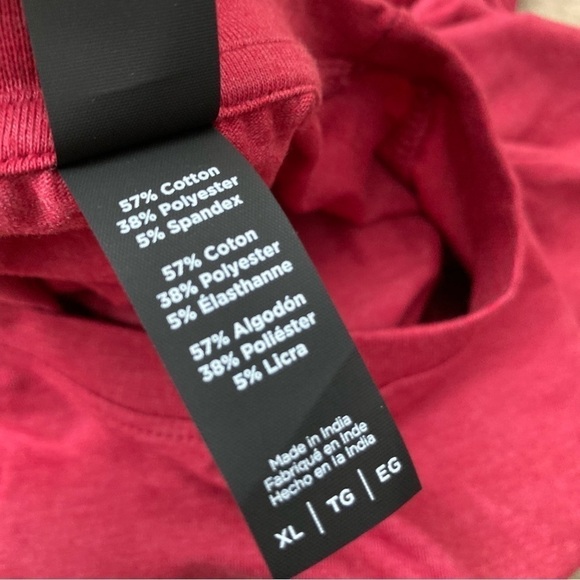 57% Cotton
38% Polyester
5% Spandex
57% Coton
38% Polyester
5% Élasthanne
57% Algodón
38% Poliéster
5% Licra
Made in India
Fabriqué en Inde
Hecho en la India
XL | TG | EG